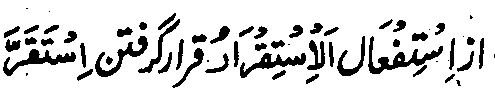 از اِسْتِفْعَال اَلْاُِسْتِقْرَارُ قرار گرفتن اِسْتَقَرَّ